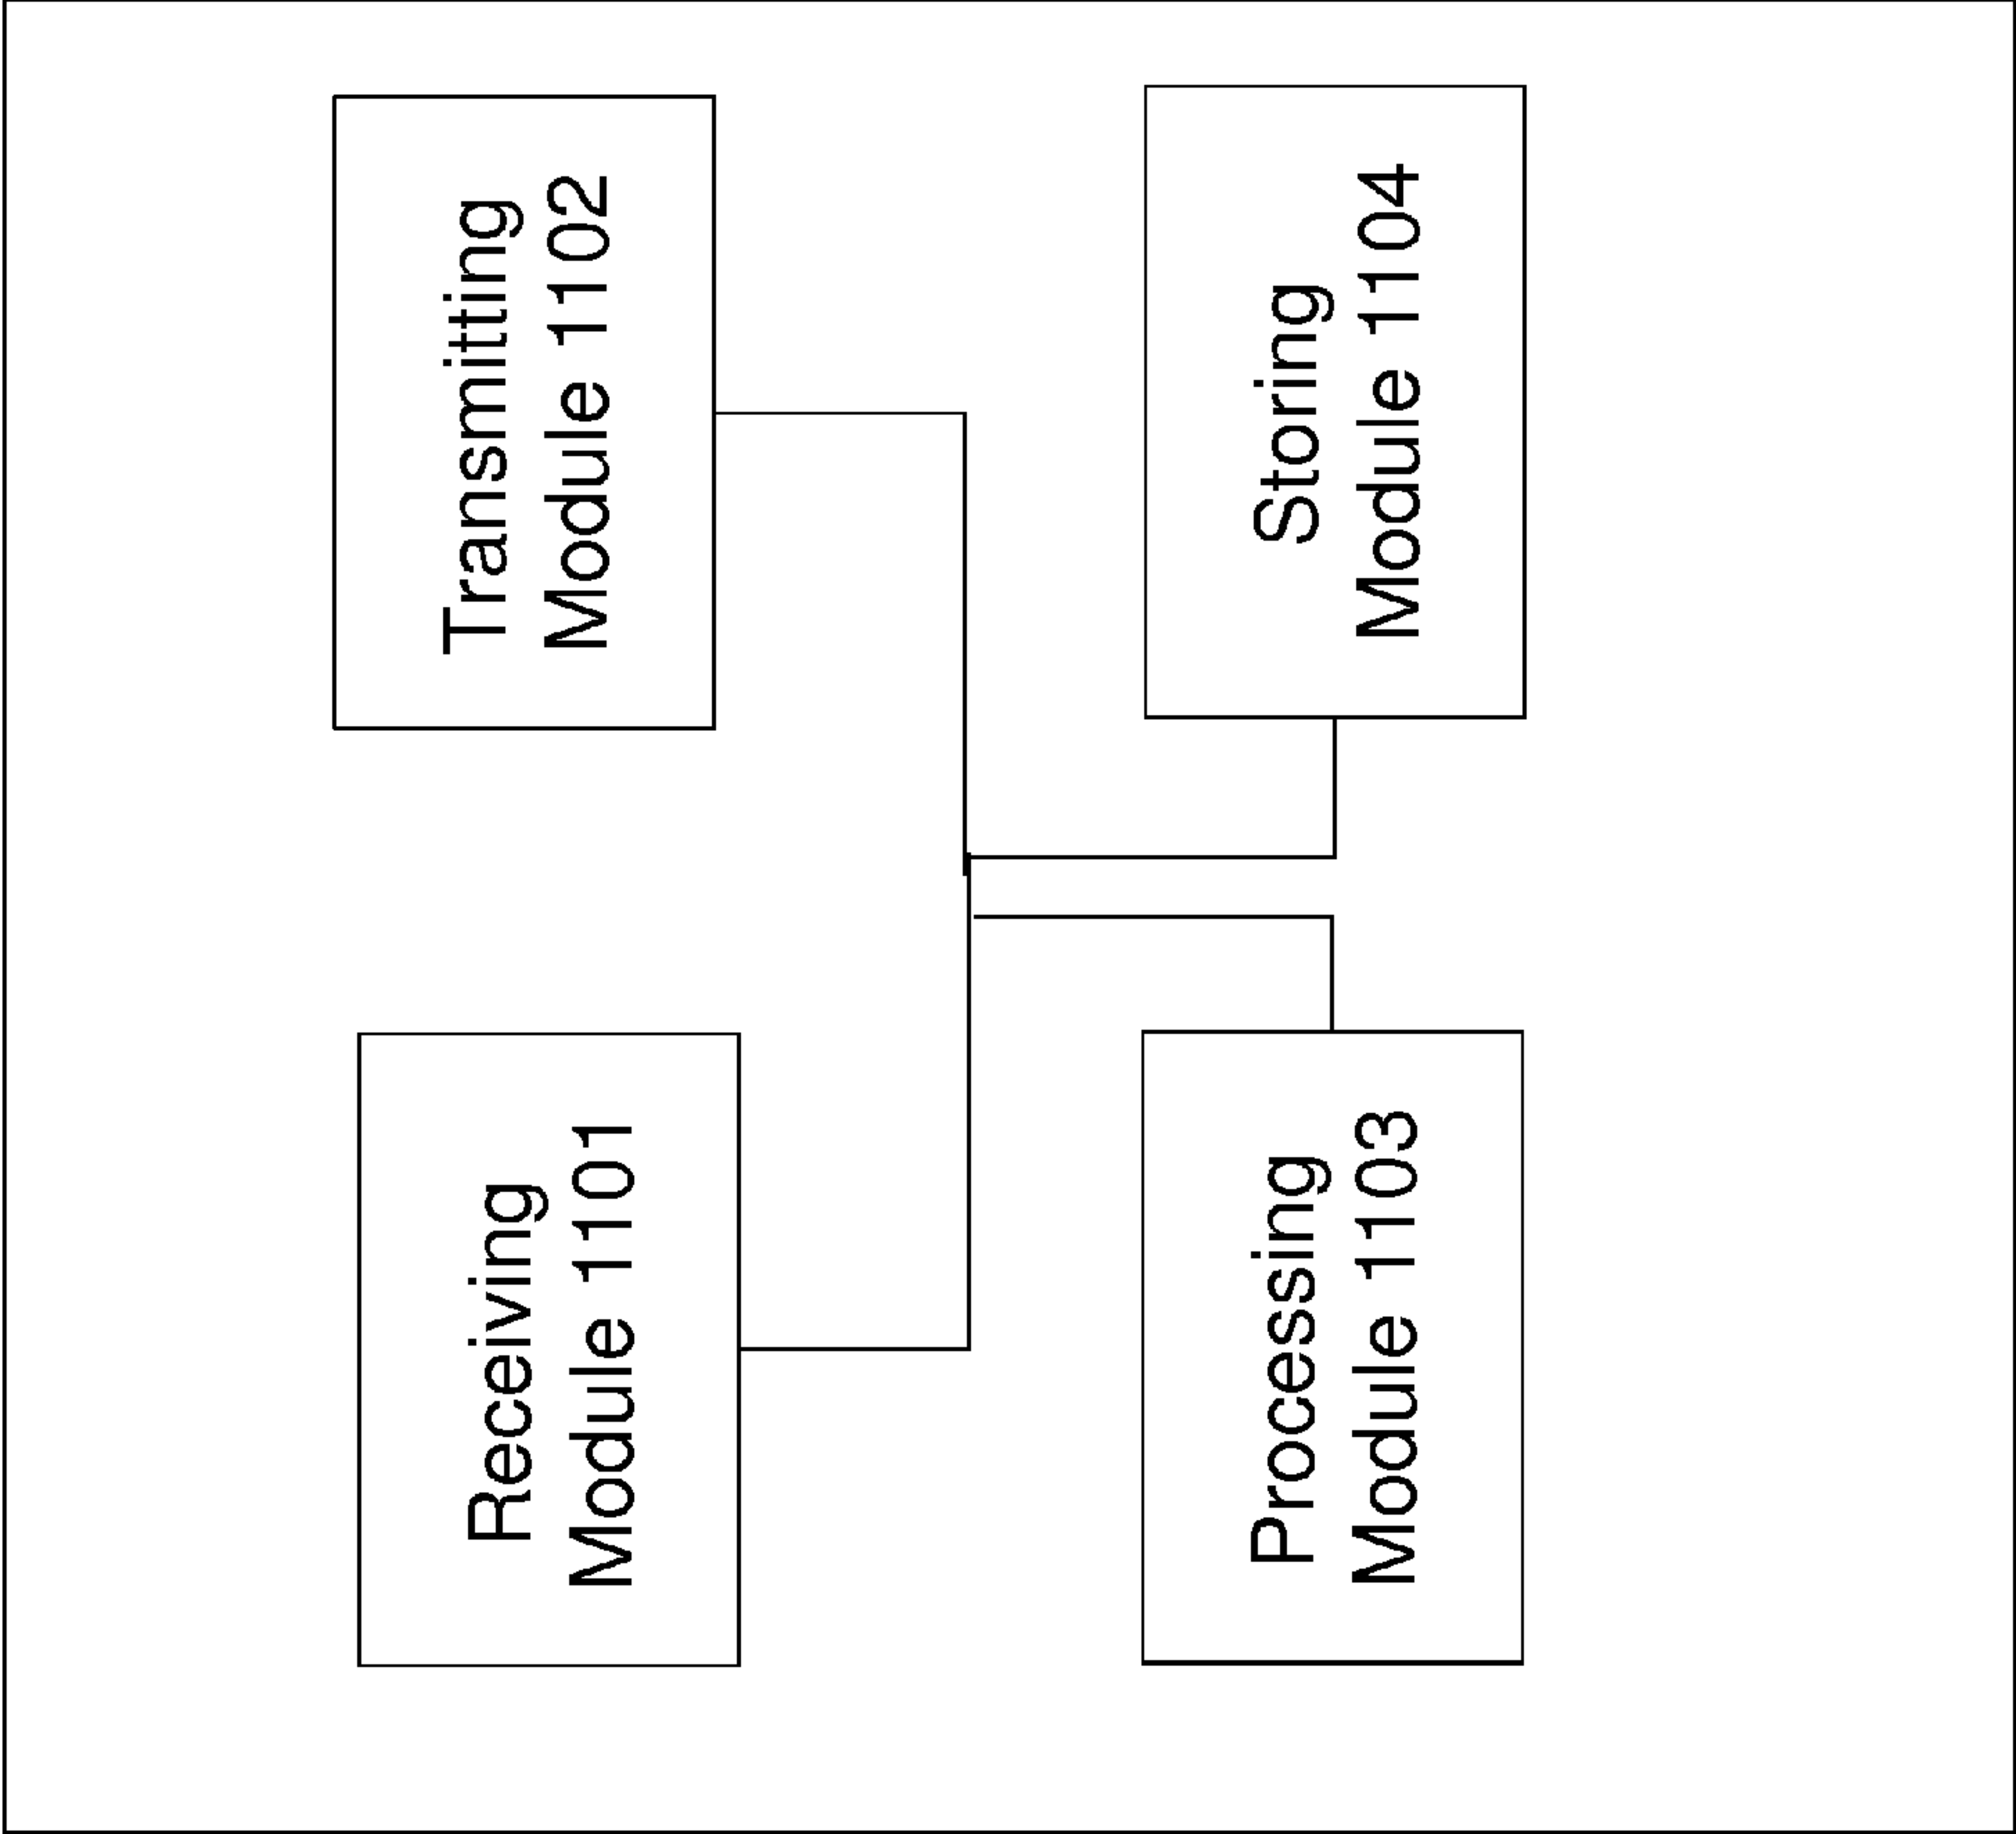 Receiving
Module 1101
Transmitting
Module 1102
Processing
Module 1103
Storing
Module 1104